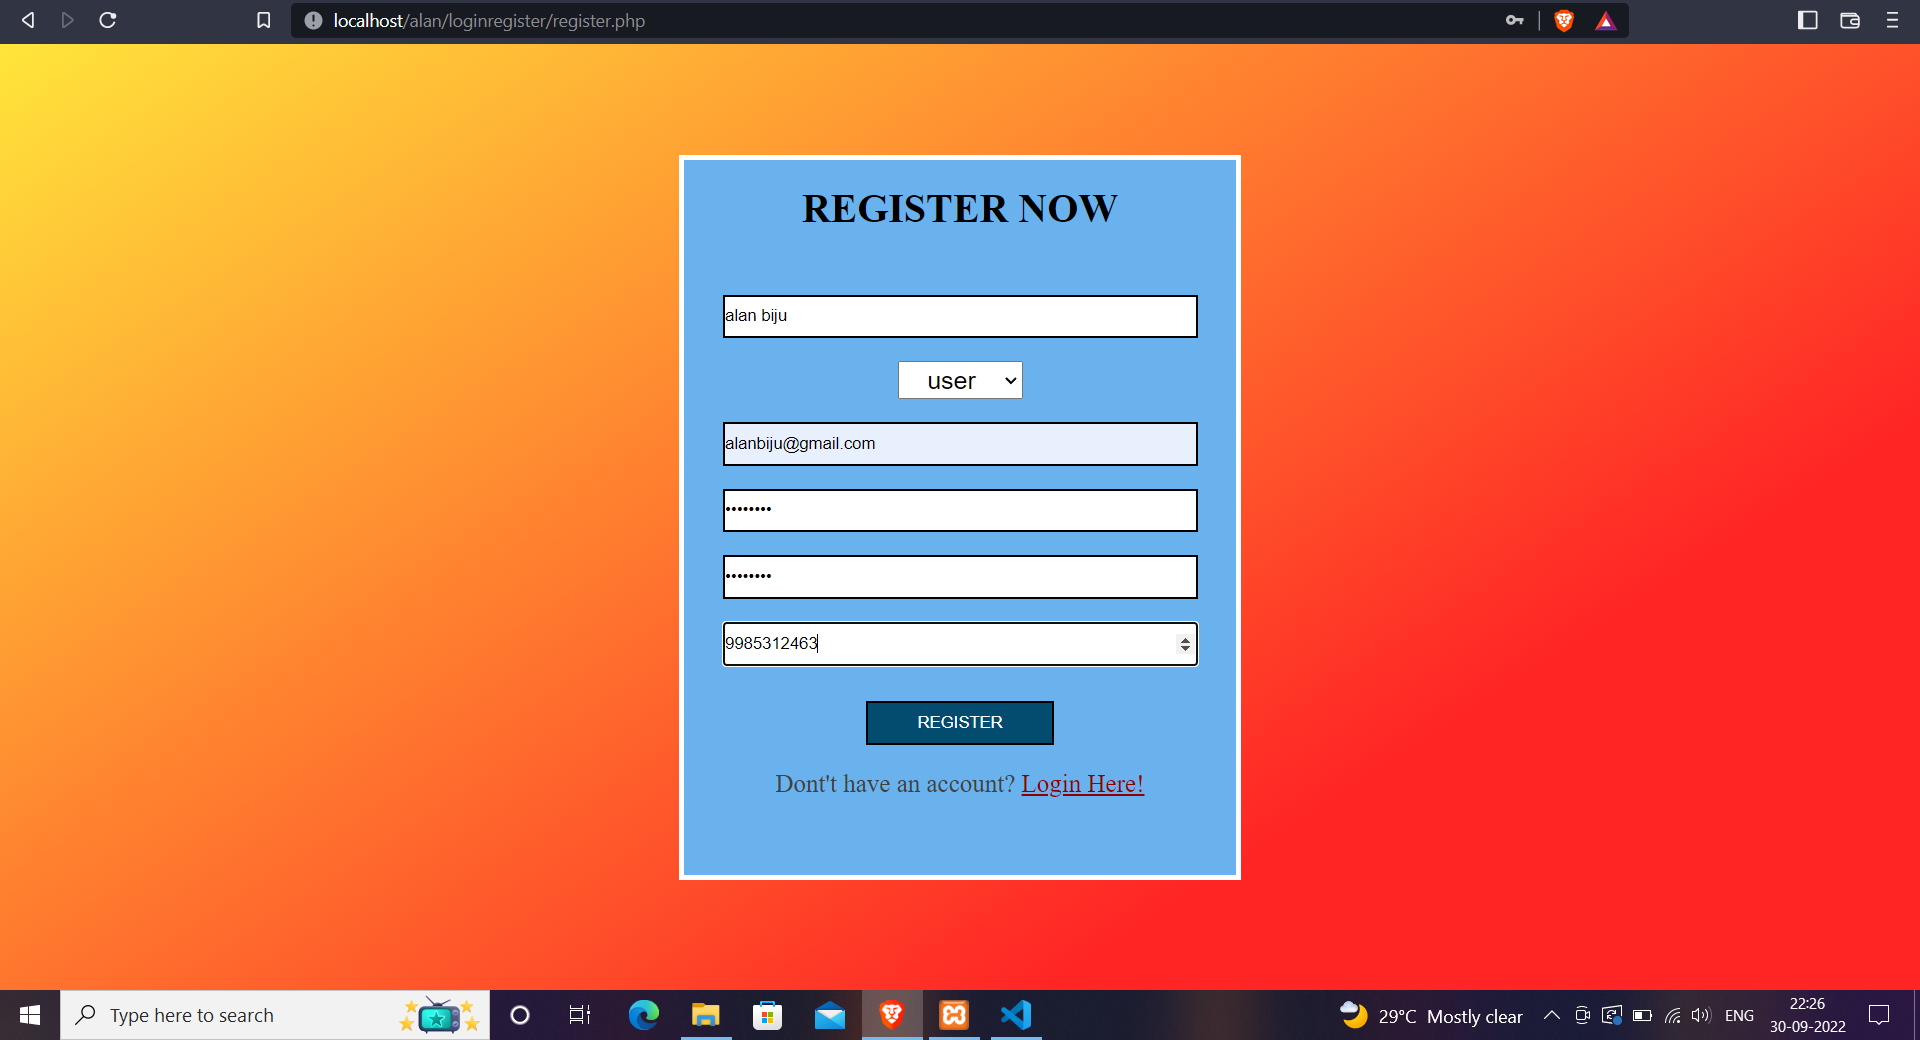 localhost/alan/loginregister/register.php
REGISTER NOW
alan biju
user
alanbiju@gmail.com
••••••••
••••••••
9985312463
REGISTER
Dont't have an account? Login Here!
Type here to search
29°C Mostly clear
ENG
22:26
30-09-2022